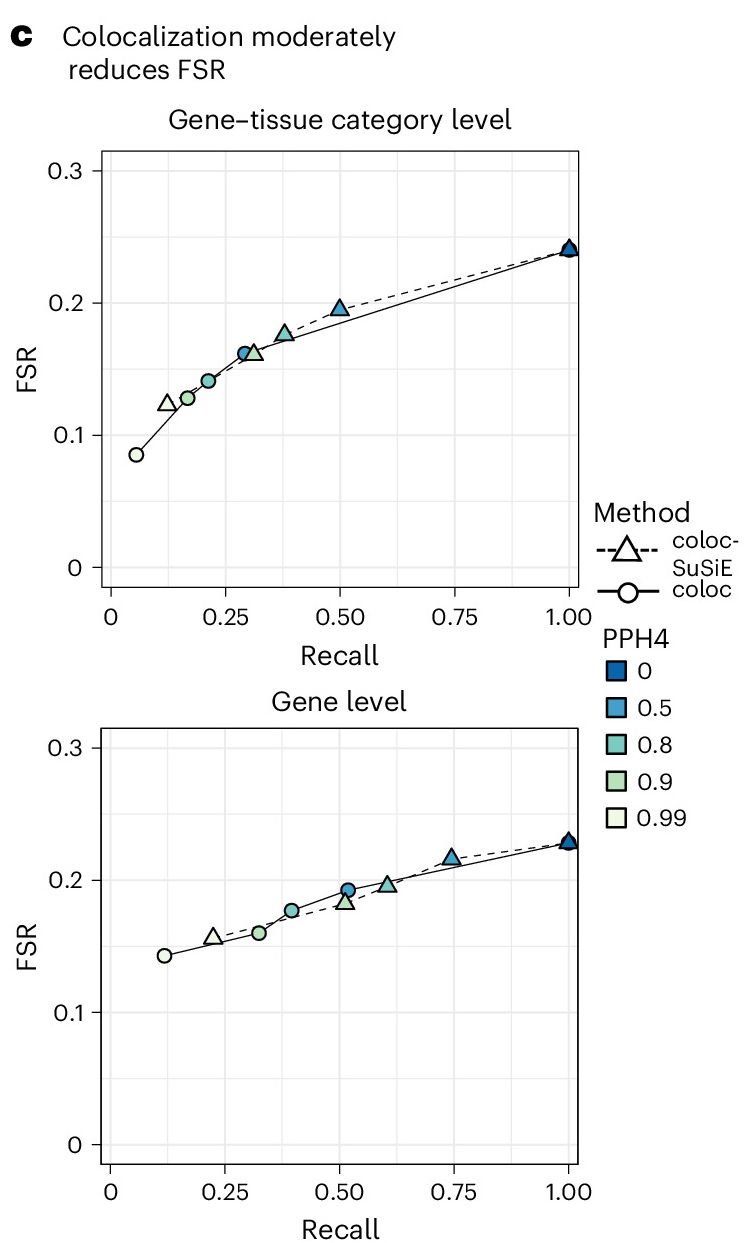 c Colocalization moderately
reduces FSR
Gene–tissue category level
0.3
0.2
0.1
0
FSR
0 0.25 0.50 0.75 1.00
Recall
Method
coloc-
SuSiE
coloc
PPH4
0
0.5
0.8
0.9
0.99
Gene level
0.3
0.2
0.1
0
FSR
0 0.25 0.50 0.75 1.00
Recall